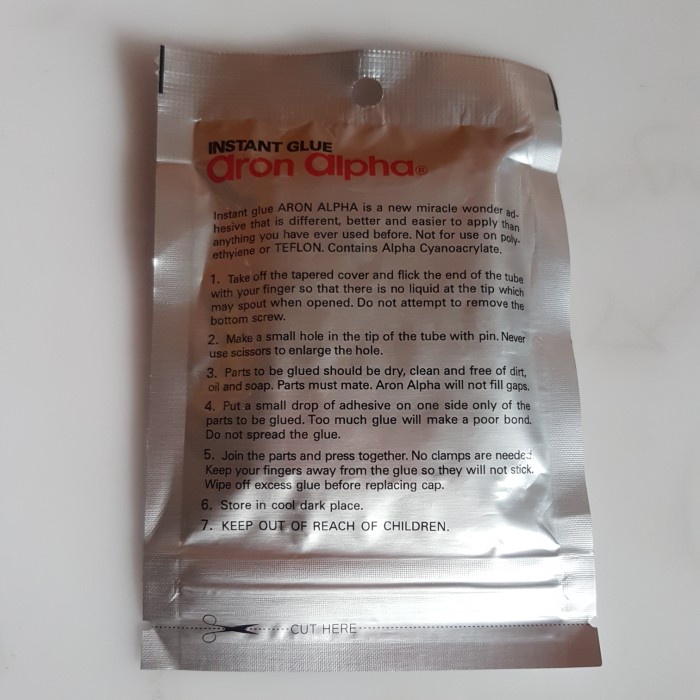 INSTANT GLUE
aron alpha®
Instant glue ARON ALPHA is a new miracle wonder ad-
hesive that is different, better and easier to apply than
anything you have ever used before. Not for use on poly-
ethyiene or TEFLON. Contains Alpha Cyanoacrylate.
1. Take off the tapered cover and flick the end of the tube
with your finger so that there is no liquid at the tip which
may spout when opened. Do not attempt to remove the
bottom screw.
2. Make a small hole in the tip of the tube with pin. Never
use scissors to enlarge the hole.
3. Parts to be glued should be dry, clean and free of dirt,
oil and soap. Parts must mate. Aron Alpha will not fill gaps.
4. Put a small drop of adhesive on one side only of the
parts to be glued. Too much glue will make a poor bond.
Do not spread the glue.
5. Join the parts and press together. No clamps are needed.
Keep your fingers away from the glue so they will not stick.
Wipe off excess glue before replacing cap.
6. Store in cool dark place.
7. KEEP OUT OF REACH OF CHILDREN.
CUT HERE